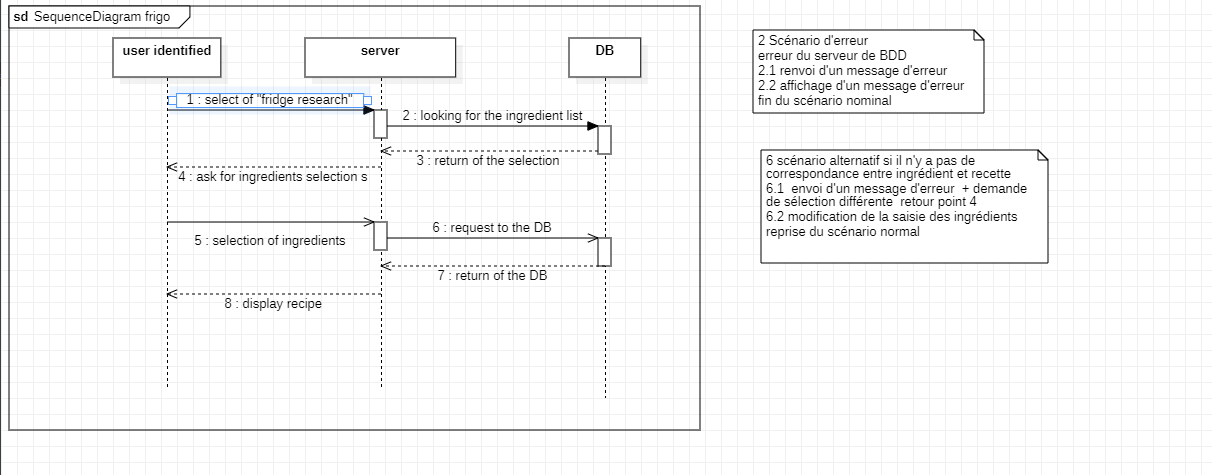 sd SequenceDiagram frigo
user identified
server
DB
1 : select of "fridge research"
2 : looking for the ingredient list
3 : return of the selection
4 : ask for ingredients selection s
5 : selection of ingredients
6 : request to the DB
7 : return of the DB
8 : display recipe
2 Scénario d'erreur
erreur du serveur de BDD
2.1 renvoi d'un message d'erreur
2.2 affichage d'un message d'erreur
fin du scénario nominal
6 scénario alternatif si il n'y a pas de
correspondance entre ingrédient et recette
6.1 envoi d'un message d'erreur + demande
de sélection différente retour point 4
6.2 modification de la saisie des ingrédients
reprise du scénario normal